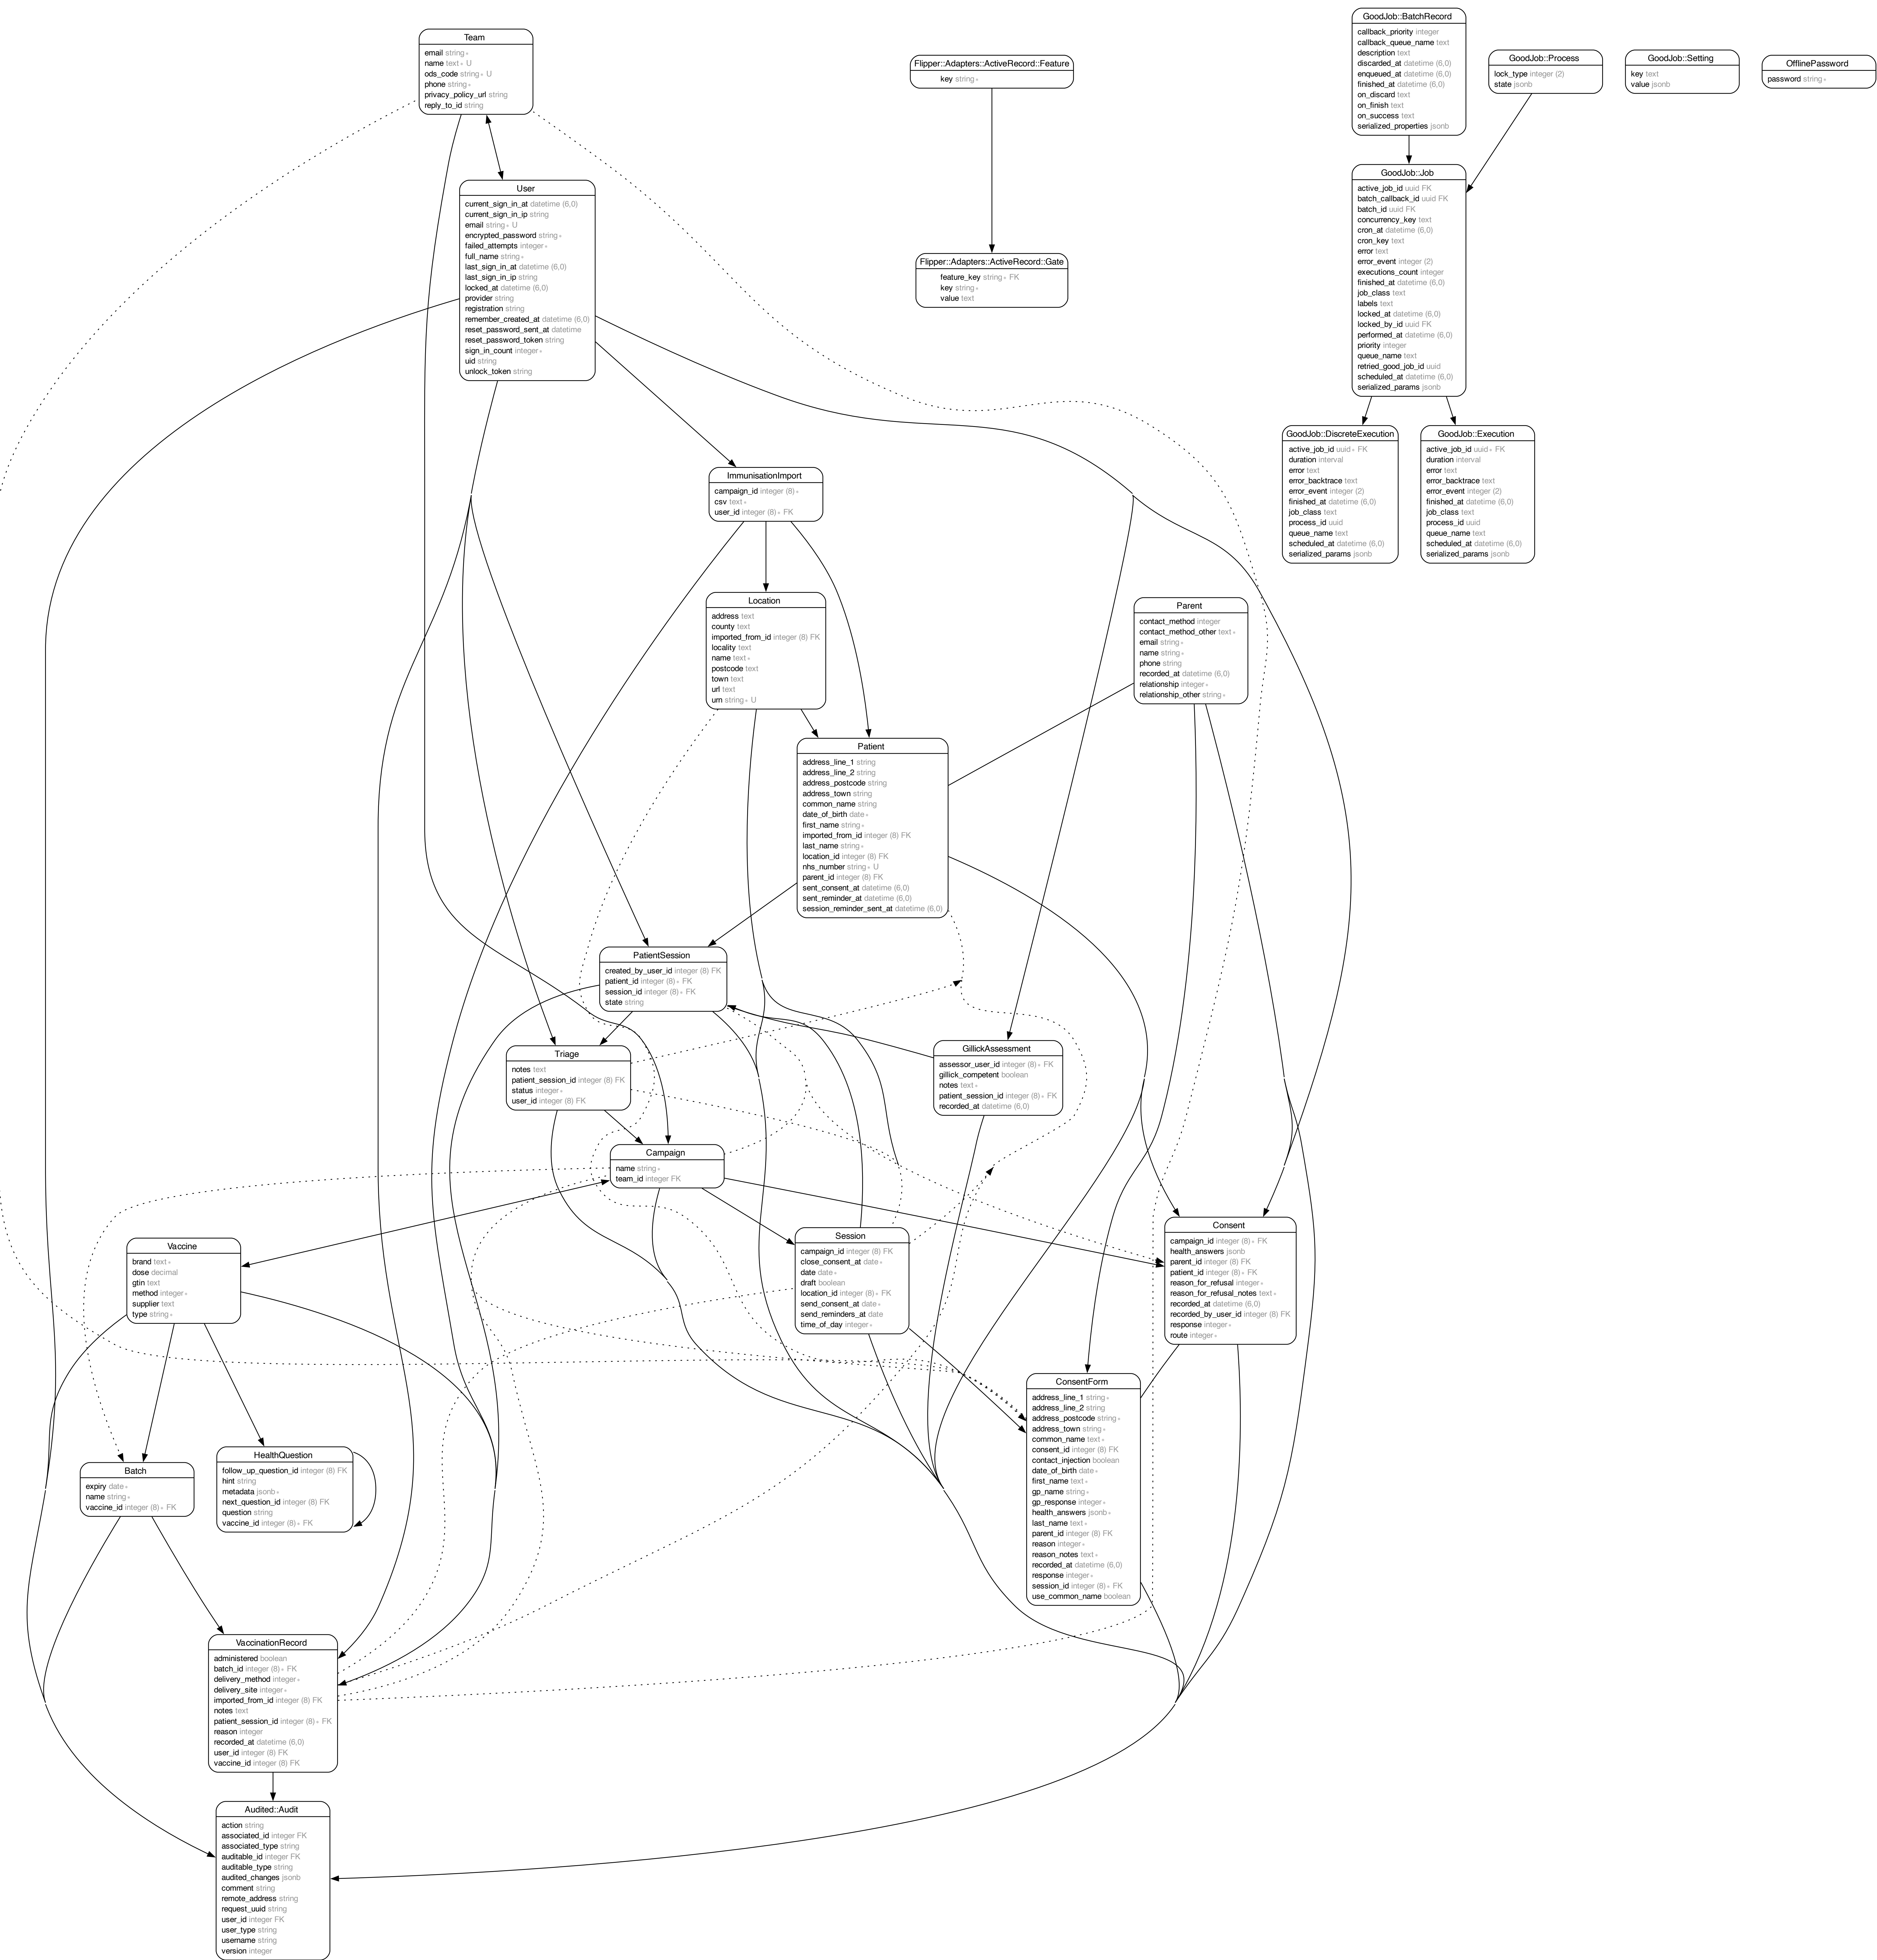 Team
email string ∗
name text ∗ U
ods_code string ∗ U
phone string ∗
privacy_policy_url string
reply_to_id string
User
current_sign_in_at datetime (6,0)
current_sign_in_ip string
email string ∗ U
encrypted_password string ∗
failed_attempts integer ∗
full_name string ∗
last_sign_in_at datetime (6,0)
last_sign_in_ip string
locked_at datetime (6,0)
provider string
registration string
remember_created_at datetime (6,0)
reset_password_sent_at datetime
reset_password_token string
sign_in_count integer ∗
uid string
unlock_token string
Flipper::Adapters::ActiveRecord::Feature
key string ∗
Flipper::Adapters::ActiveRecord::Gate
feature_key string ∗ FK
key string ∗
value text
GoodJob::BatchRecord
callback_priority integer
callback_queue_name text
description text
discarded_at datetime (6,0)
enqueued_at datetime (6,0)
finished_at datetime (6,0)
on_discard text
on_finish text
on_success text
serialized_properties jsonb
GoodJob::Process
lock_type integer (2)
state jsonb
GoodJob::Setting
key text
value jsonb
OfflinePassword
password string ∗
GoodJob::Job
active_job_id uuid FK
batch_callback_id uuid FK
batch_id uuid FK
concurrency_key text
cron_at datetime (6,0)
cron_key text
error text
error_event integer (2)
executions_count integer
finished_at datetime (6,0)
job_class text
labels text
locked_at datetime (6,0)
locked_by_id uuid FK
performed_at datetime (6,0)
priority integer
queue_name text
retried_good_job_id uuid
scheduled_at datetime (6,0)
serialized_params jsonb
GoodJob::DiscreteExecution
active_job_id uuid ∗ FK
duration interval
error text
error_backtrace text
error_event integer (2)
finished_at datetime (6,0)
job_class text
process_id uuid
queue_name text
scheduled_at datetime (6,0)
serialized_params jsonb
GoodJob::Execution
active_job_id uuid ∗ FK
duration interval
error text
error_backtrace text
error_event integer (2)
finished_at datetime (6,0)
job_class text
process_id uuid
queue_name text
scheduled_at datetime (6,0)
serialized_params jsonb
ImmunisationImport
campaign_id integer (8) ∗
csv text ∗
user_id integer (8) ∗ FK
Location
address text
county text
imported_from_id integer (8) FK
locality text
name text ∗
postcode text
town text
url text
urn string ∗ U
Parent
contact_method integer
contact_method_other text ∗
email string ∗
name string ∗
phone string
recorded_at datetime (6,0)
relationship integer ∗
relationship_other string ∗
Patient
address_line_1 string
address_line_2 string
address_postcode string
address_town string
common_name string
date_of_birth date ∗
first_name string ∗
imported_from_id integer (8) FK
last_name string ∗
location_id integer (8) FK
nhs_number string ∗ U
parent_id integer (8) FK
sent_consent_at datetime (6,0)
sent_reminder_at datetime (6,0)
session_reminder_sent_at datetime (6,0)
PatientSession
created_by_user_id integer (8) FK
patient_id integer (8) ∗ FK
session_id integer (8) ∗ FK
state string
Triage
notes text
patient_session_id integer (8) FK
status integer ∗
user_id integer (8) FK
GillickAssessment
assessor_user_id integer (8) ∗ FK
gillick_competent boolean
notes text ∗
patient_session_id integer (8) ∗ FK
recorded_at datetime (6,0)
Campaign
name string ∗
team_id integer FK
Vaccine
brand text ∗
dose decimal
gtin text
method integer ∗
supplier text
type string ∗
Session
campaign_id integer (8) FK
close_consent_at date ∗
date date ∗
draft boolean
location_id integer (8) ∗ FK
send_consent_at date ∗
send_reminders_at date
time_of_day integer ∗
Consent
campaign_id integer (8) ∗ FK
health_answers jsonb
parent_id integer (8) FK
patient_id integer (8) ∗ FK
reason_for_refusal integer ∗
reason_for_refusal_notes text ∗
recorded_at datetime (6,0)
recorded_by_user_id integer (8) FK
response integer ∗
route integer ∗
ConsentForm
address_line_1 string ∗
address_line_2 string
address_postcode string ∗
address_town string ∗
common_name text ∗
consent_id integer (8) FK
contact_injection boolean
date_of_birth date ∗
first_name text ∗
gp_name string ∗
gp_response integer ∗
health_answers jsonb ∗
last_name text ∗
parent_id integer (8) FK
reason integer ∗
reason_notes text ∗
recorded_at datetime (6,0)
response integer ∗
session_id integer (8) ∗ FK
use_common_name boolean
Batch
expiry date ∗
name string ∗
vaccine_id integer (8) ∗ FK
HealthQuestion
follow_up_question_id integer (8) FK
hint string
metadata jsonb ∗
next_question_id integer (8) FK
question string
vaccine_id integer (8) ∗ FK
VaccinationRecord
administered boolean
batch_id integer (8) ∗ FK
delivery_method integer ∗
delivery_site integer ∗
imported_from_id integer (8) FK
notes text
patient_session_id integer (8) ∗ FK
reason integer
recorded_at datetime (6,0)
user_id integer (8) FK
vaccine_id integer (8) FK
Audited::Audit
action string
associated_id integer FK
associated_type string
auditable_id integer FK
auditable_type string
audited_changes jsonb
comment string
remote_address string
request_uuid string
user_id integer FK
user_type string
username string
version integer